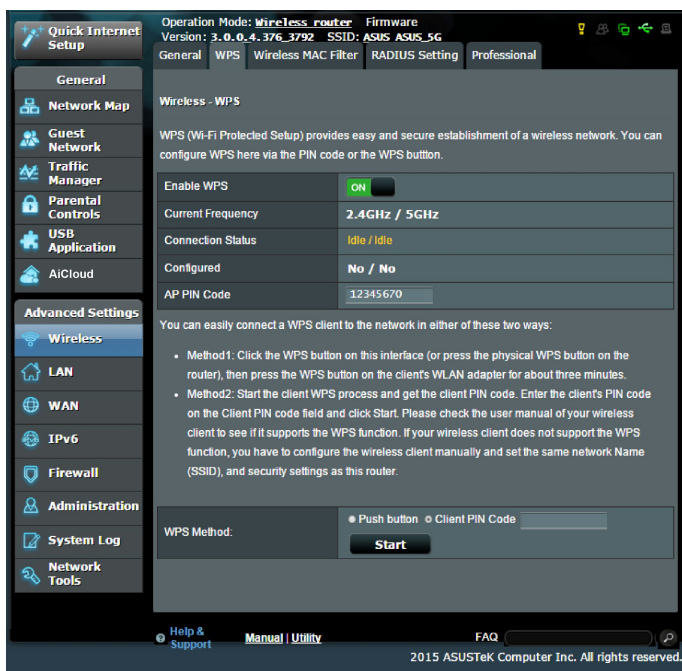 Quick Internet
Setup
Operation Mode: Wireless router Firmware
Version: 3.0.0.4.376_3792 SSID: ASUS ASUS_5G
General WPS Wireless MAC Filter RADIUS Setting Professional
General
Network Map
Guest
Network
Traffic
Manager
Parental
Controls
USB
Application
AiCloud
Advanced Settings
Wireless
LAN
WAN
IPv6
Firewall
Administration
System Log
Network
Tools
Wireless - WPS
WPS (Wi-Fi Protected Setup) provides easy and secure establishment of a wireless network. You can
configure WPS here via the PIN code or the WPS buttton.
Enable WPS ON
Current Frequency 2.4GHz / 5GHz
Connection Status Idle / Idle
Configured No / No
AP PIN Code 12345670
You can easily connect a WPS client to the network in either of these two ways:
• Method1: Click the WPS button on this interface (or press the physical WPS button on the
router), then press the WPS button on the client's WLAN adapter for about three minutes.
• Method2: Start the client WPS process and get the client PIN code. Enter the client's PIN code
on the Client PIN code field and click Start. Please check the user manual of your wireless
client to see if it supports the WPS function. If your wireless client does not support the WPS
function, you have to configure the wireless client manually and set the same network Name
(SSID), and security settings as this router.
WPS Method: Push button Client PIN Code
Start
Help &
Support
Manual | Utility FAQ
2015 ASUSTeK Computer Inc. All rights reserved.